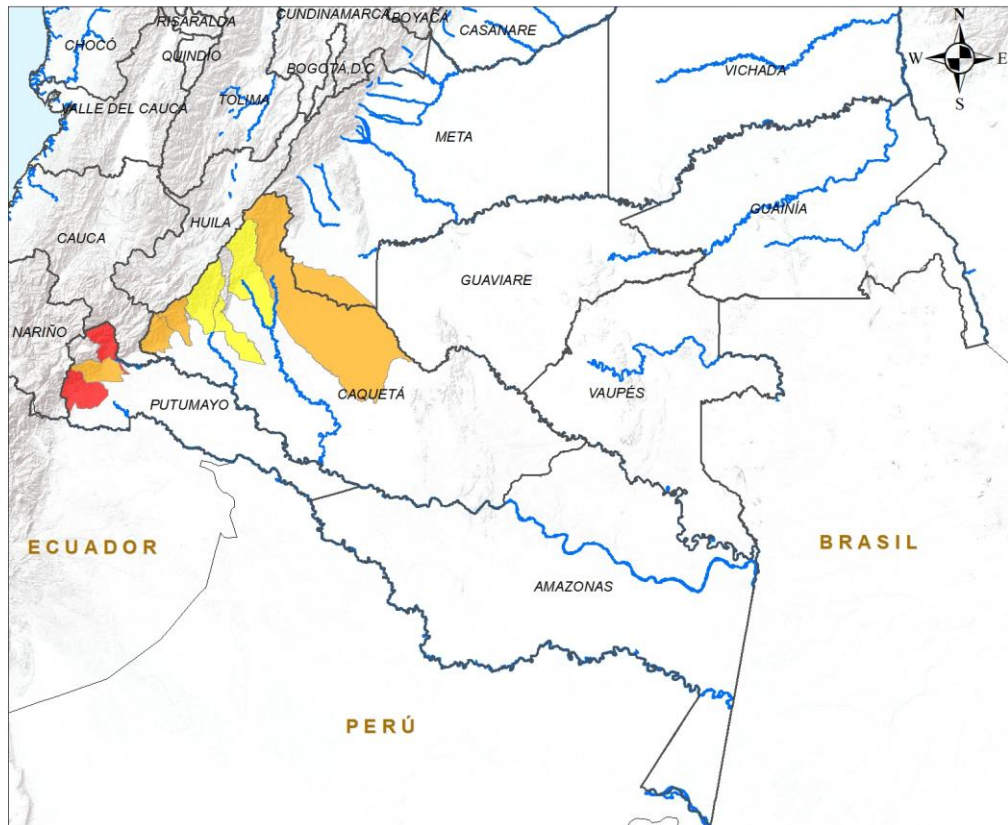 CUNDINAMARCA
BOYACÁ
RISARALDA
CASANARE
N
CHOCÓ
QUINDÍO
BOGOTÁ D.C
W
E
VICHADA
VALLE DEL CAUCA
TOLIMA
S
META
GUAINÍA
HUILA
CAUCA
GUAVIARE
NARIÑO
CAQUETÁ
VAUPÉS
PUTUMAYO
ECUADOR
BRASIL
AMAZONAS
PERÚ